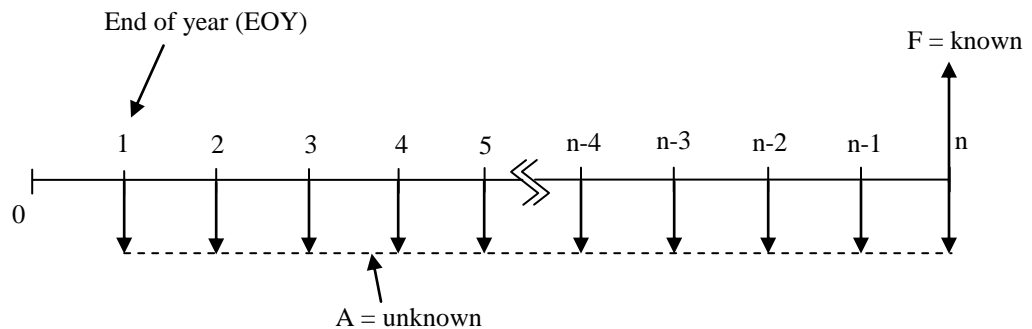 End of year (EOY)
F = known
1 2 3 4 5 n-4 n-3 n-2 n-1 n
0
A = unknown